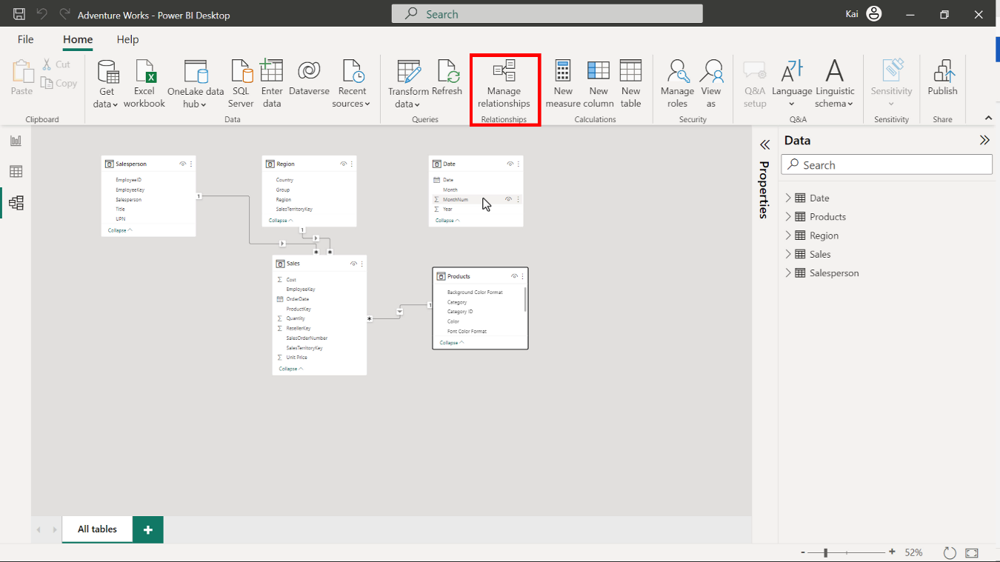 Adventure Works - Power BI Desktop
Search
Kai
File
Home
Help
Paste
Cut
Copy
Clipboard
Get data
Excel workbook
OneLake data hub
SQL Server
Enter data
Dataverse
Recent sources
Data
Transform data
Refresh
Queries
Manage relationships
Relationships
New measure
New column
New table
Calculations
Manage roles
View as
Security
Q&A setup
Language
Linguistic schema
Q&A
Sensitivity
Sensitivity
Publish
Share
Salesperson
EmployeeID
EmployeeKey
Salesperson
Title
UPN
Collapse
1
Region
Country
Group
Region
SalesTerritoryKey
Collapse
1
*
*
Date
Date
Month
Σ MonthNum
Σ Year
Collapse
Sales
Σ Cost
EmployeeKey
OrderDate
ProductKey
Σ Quantity
Σ ResellerKey
SalesOrderNumber
SalesTerritoryKey
Σ Unit Price
Collapse
*
1
Products
Background Color Format
Category
Category ID
Color
Font Color Format
Collapse
Properties
Data
Search
Date
Products
Region
Sales
Salesperson
All tables
+
- + 52%